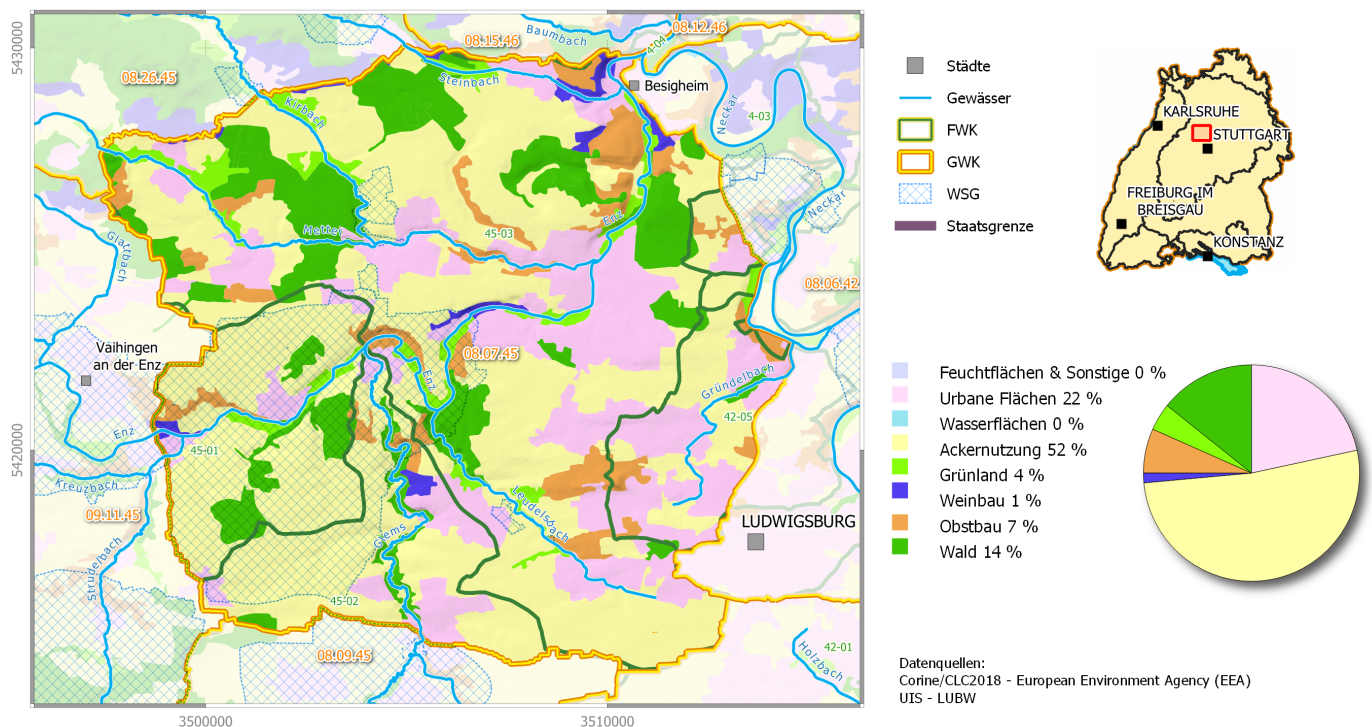 5430000
5420000
3500000
3510000
08.26.45
08.15.46
Baumbach
08.12.46
4-04
Steinbach
Besigheim
Neckar
4-03
Kirbach
Neckar
Metter
45-03
Enz
Glattbach
08.06.42
Vaihingen
an der Enz
08.07.45
Enz
Gründelbach
42-05
Enz
45-01
Kreuzbach
09.11.45
Leudelsbach
LUDWIGSBURG
Glems
Strudelbach
45-02
08.09.45
42-01
Holzbach
Städte
Gewässer
FWK
GWK
WSG
Staatsgrenze
KARLSRUHE
STUTTGART
FREIBURG IM
BREISGAU
KONSTANZ
Feuchtflächen & Sonstige 0 %
Urbane Flächen 22 %
Wasserflächen 0 %
Ackernutzung 52 %
Grünland 4 %
Weinbau 1 %
Obstbau 7 %
Wald 14 %
Datenquellen:
Corine/CLC2018 - European Environment Agency (EEA)
UIS - LUBW